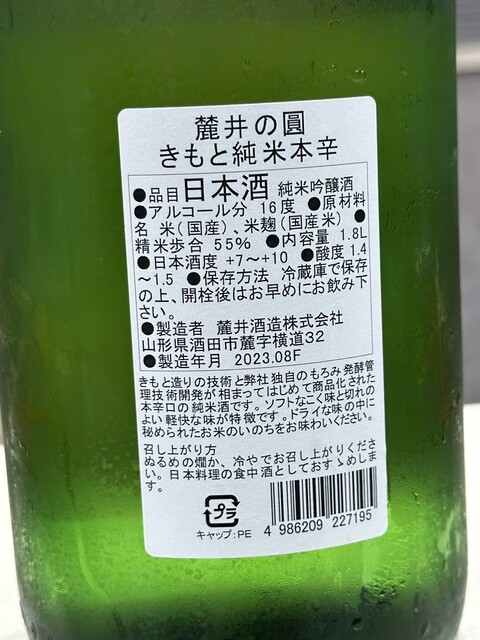 麓井の圓
きもと純米本辛
●品目日本酒 純米吟醸酒
●アルコール分 16度 ●原材料
名 米(国産)、米麹(国産米) ●
精米歩合 55% ●内容量 1.8L
●日本酒度 +7～+10 ●酸度 1.4
～1.5 ●保存方法 冷蔵庫で保存
の上、開栓後はお早めにお飲み下
さい。
●製造者 麓井酒造株式会社
山形県酒田市麓字横道32
●製造年月 2023.08F
きもと造りの技術と弊社独自のもろみ発酵管
理技術開発が相まってはじめて商品化された
本辛口の純米酒です。ソフトなこく味と切れの
よい軽快な味が特徴です。ドライな味の中に
秘められたお米のいのちをお味わいください。
召し上がり方
ぬるめの燗か、冷やでお召し上がりくださ
い。日本料理の食中酒としておすゝめしま
す。
プラ
キャップ:PE
4 986209 227195